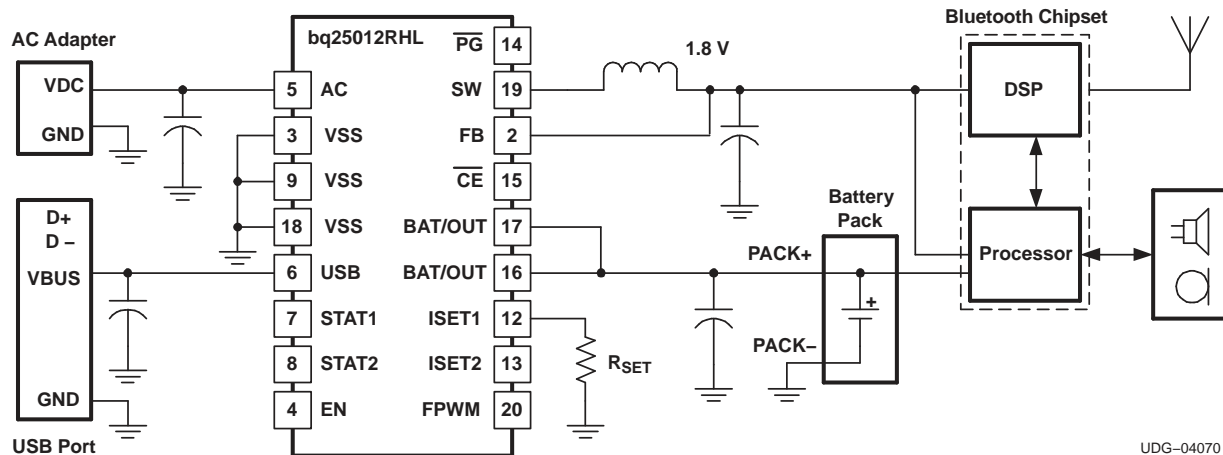 Bluetooth Chipset
AC Adapter
bq25012RHL
PG 14
1.8 V
VDC
5 AC
SW 19
DSP
GND
3 VSS
FB 2
9 VSS
CE 15
Battery
Pack
D+
D –
18 VSS
BAT/OUT 17
PACK+
Processor
VBUS
6 USB
BAT/OUT 16
+
7 STAT1
ISET1 12
PACK–
8 STAT2
ISET2 13
RSET
GND
4 EN
FPWM 20
USB Port
UDG–04070